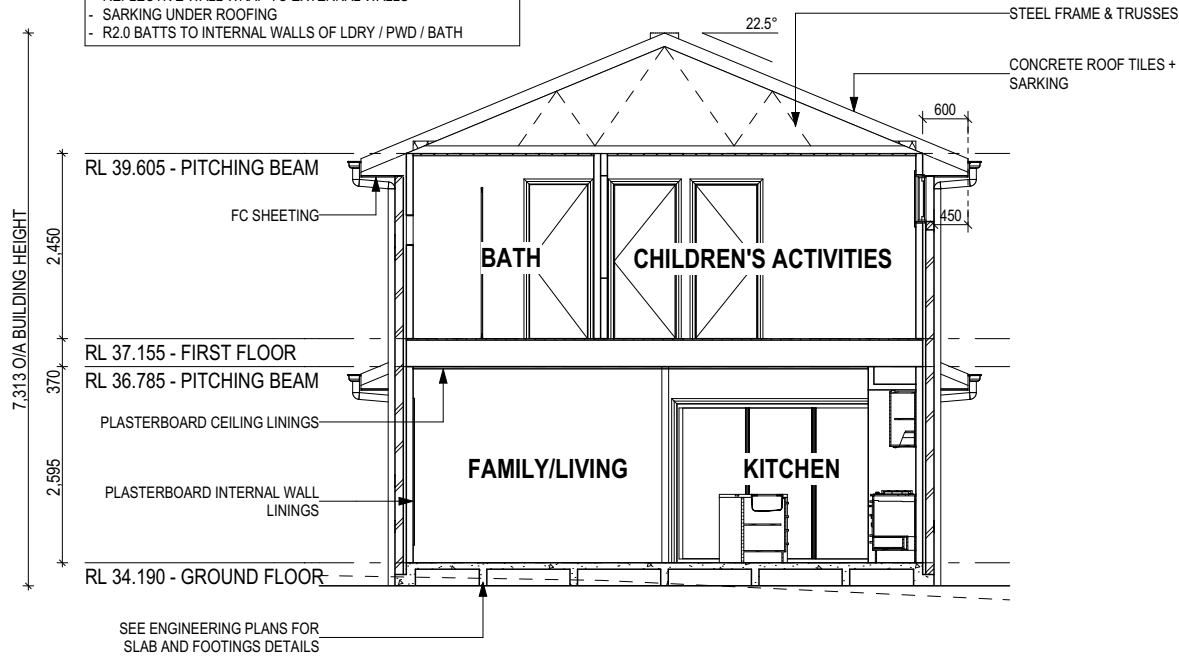 - SARKING UNDER ROOFING
- R2.0 BATTS TO INTERNAL WALLS OF LDRY / PWD / BATH
22.5°
STEEL FRAME & TRUSSES
CONCRETE ROOF TILES +
SARKING
600
RL 39.605 - PITCHING BEAM
FC SHEETING
450
2,450
BATH
CHILDREN'S ACTIVITIES
7,313 O/A BUILDING HEIGHT
RL 37.155 - FIRST FLOOR
370
RL 36.785 - PITCHING BEAM
PLASTERBOARD CEILING LININGS
2,595
FAMILY/LIVING
KITCHEN
PLASTERBOARD INTERNAL WALL
LININGS
RL 34.190 - GROUND FLOOR
SEE ENGINEERING PLANS FOR
SLAB AND FOOTINGS DETAILS